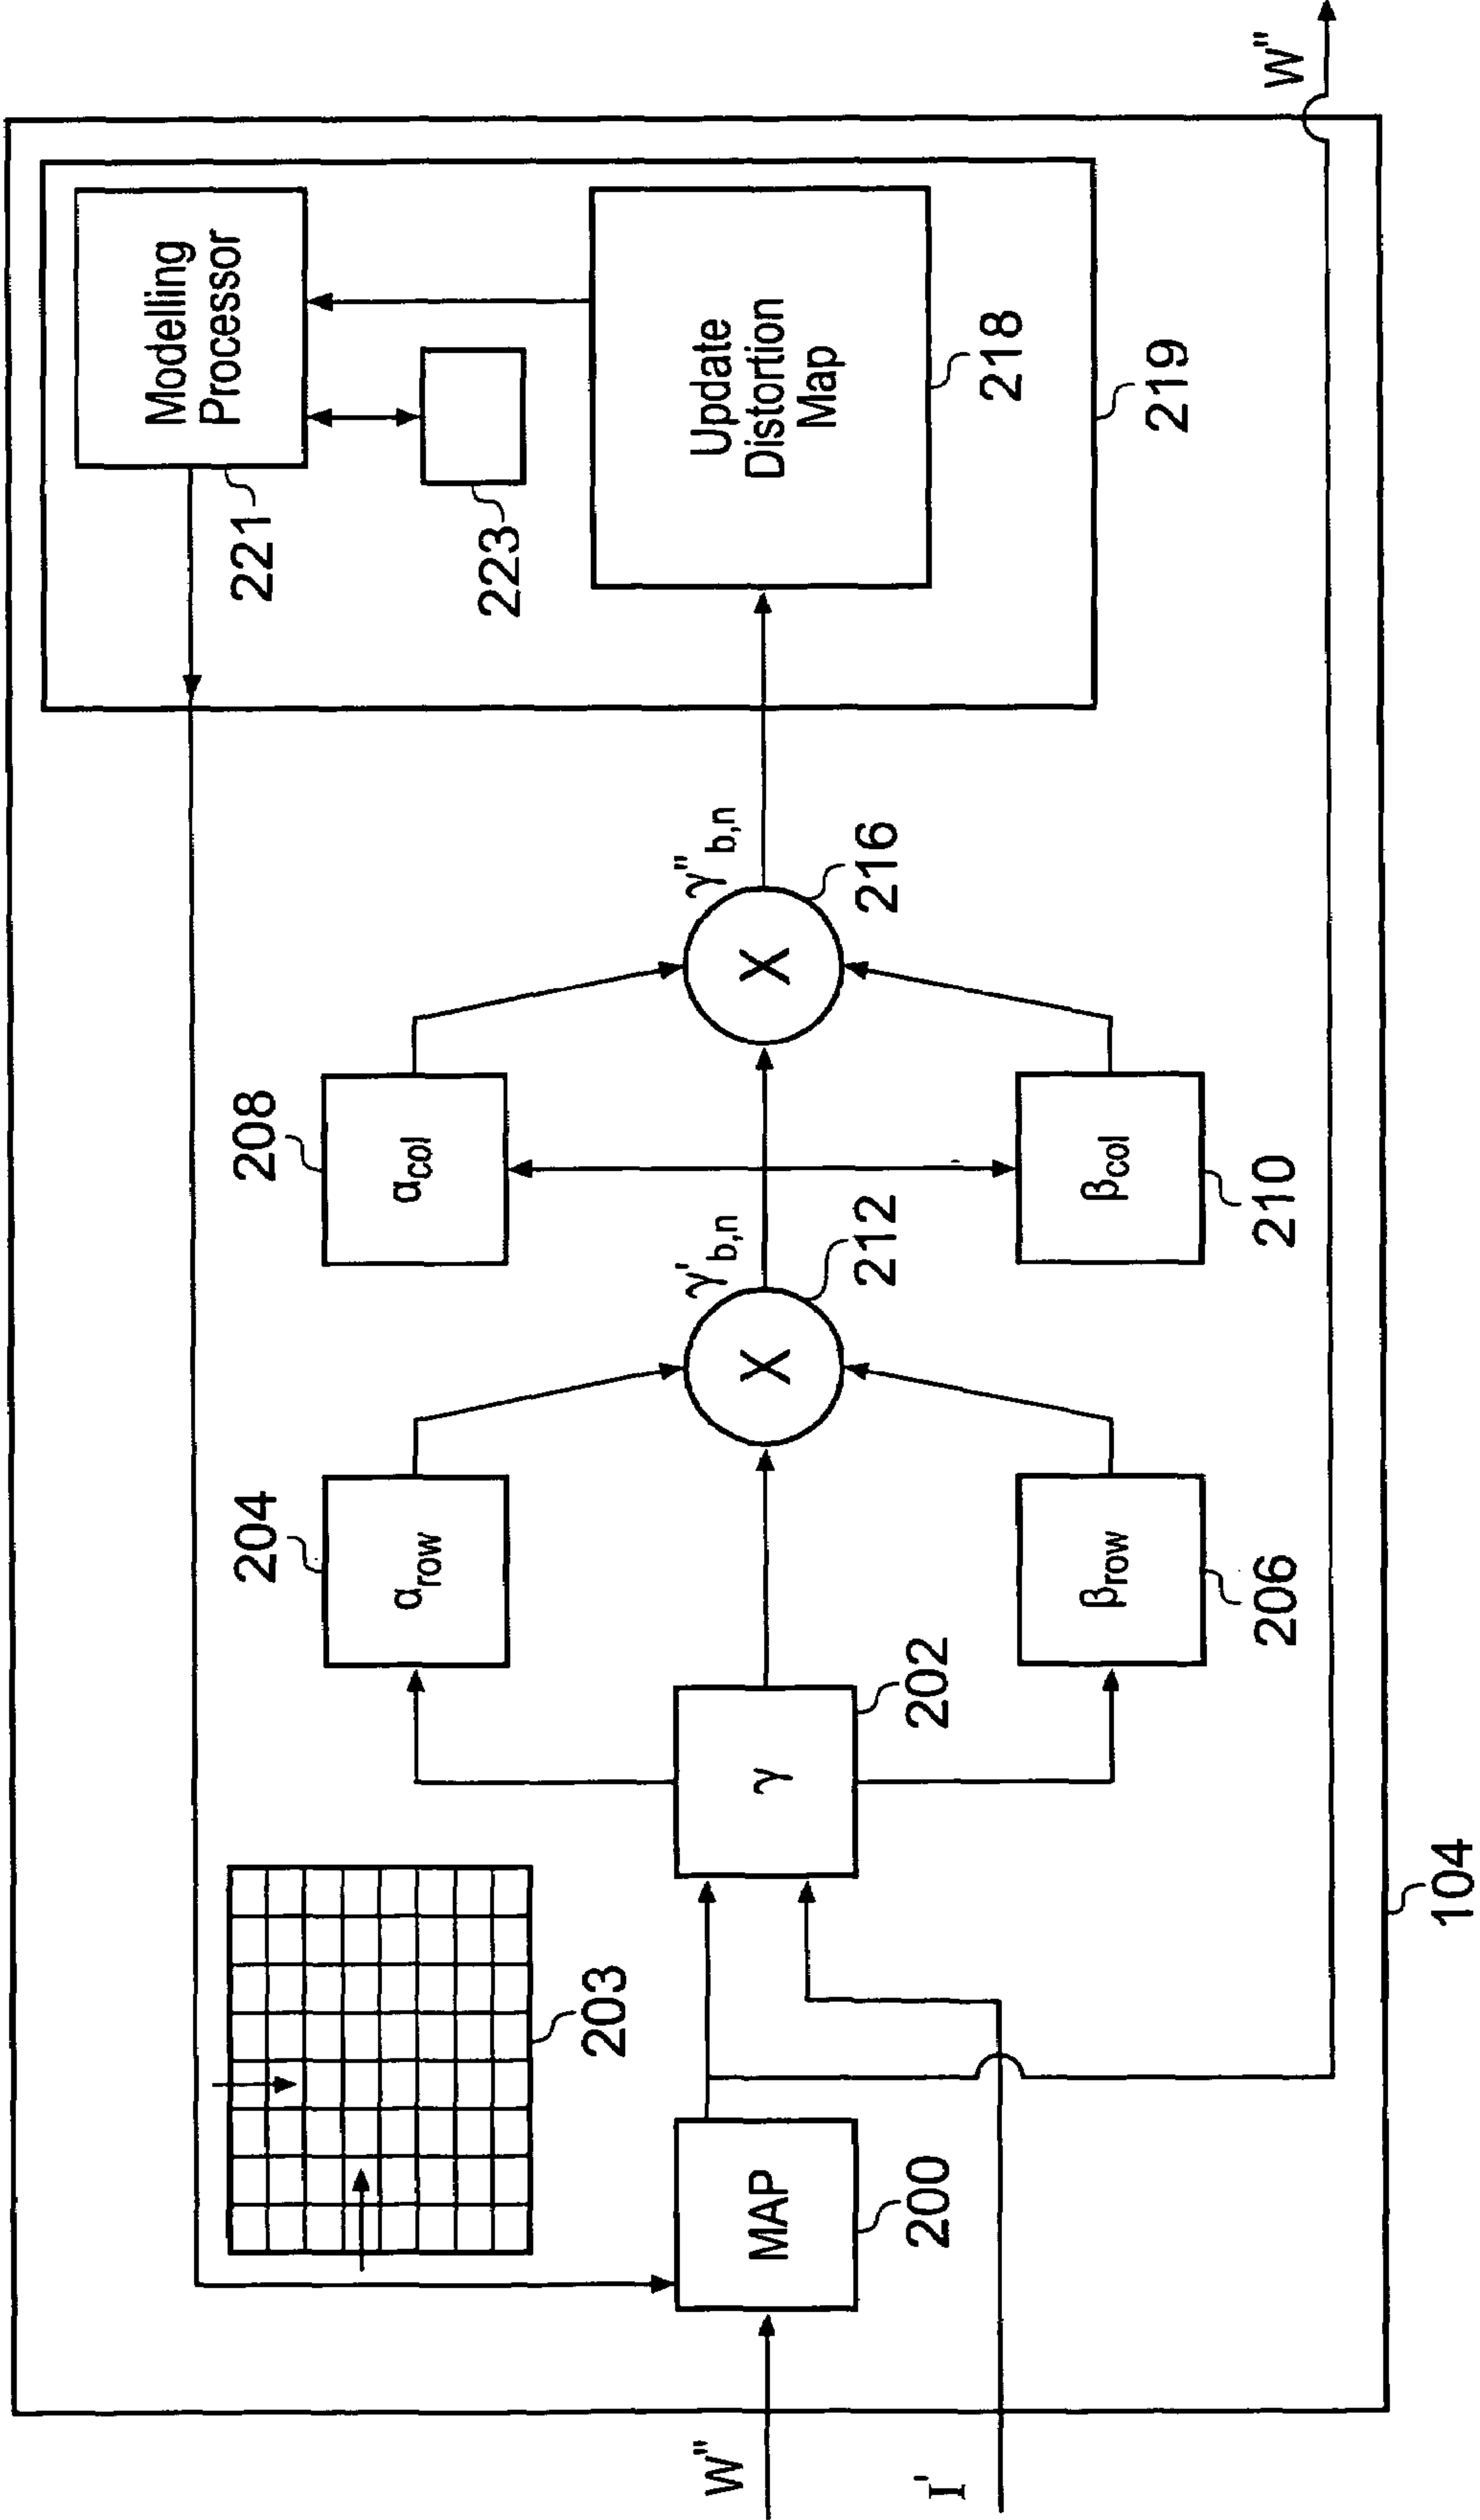 W"
I'
MAP
200
203
γ
202
αrow
204
βrow
206
γ'b,n
X
212
αcol
208
βcol
210
γ"b,n
X
216
Modelling
Processor
221
223
Update
Distortion
Map
218
219
W"
104